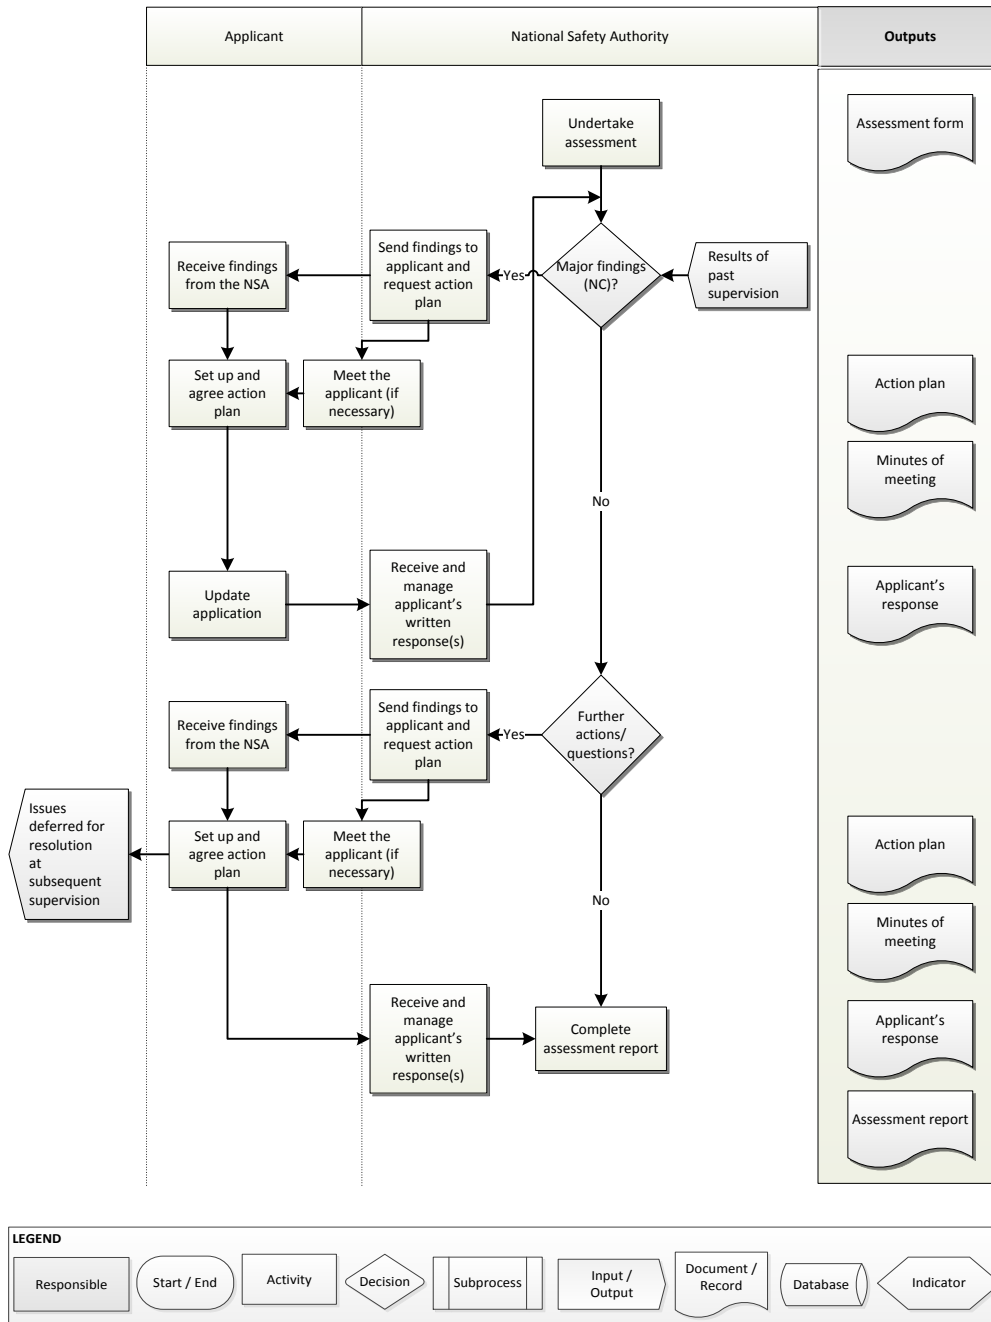 Applicant
National Safety Authority
Outputs
Undertake
assessment
Assessment form
Receive findings
from the NSA
Send findings to
applicant and
request action
plan
Yes
Major findings
(NC)?
Results of
past
supervision
Set up and
agree action
plan
Meet the
applicant (if
necessary)
Action plan
Minutes of
meeting
No
Update
application
Receive and
manage
applicant's
written
response(s)
Applicant's
response
Receive findings
from the NSA
Send findings to
applicant and
request action
plan
Yes
Further
actions/
questions?
Issues
deferred for
resolution
at
subsequent
supervision
Set up and
agree action
plan
Meet the
applicant (if
necessary)
Action plan
No
Minutes of
meeting
Receive and
manage
applicant's
written
response(s)
Complete
assessment report
Applicant's
response
Assessment report
LEGEND
Responsible
Start / End
Activity
Decision
Subprocess
Input /
Output
Document /
Record
Database
Indicator